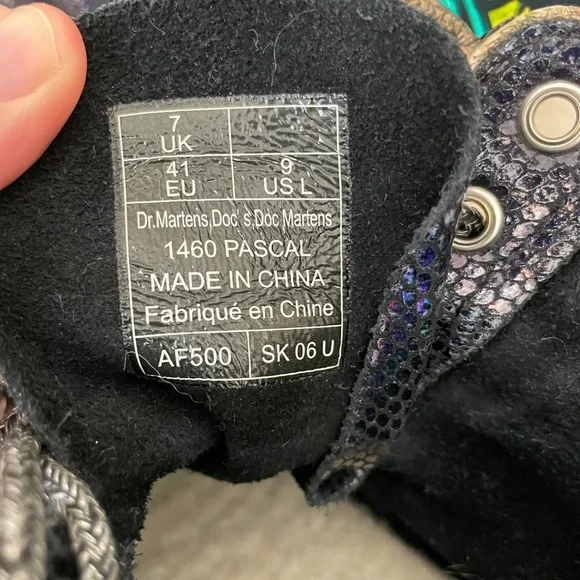 7
UK
41
EU
9
US L
Dr.Martens,Doc's,Doc Martens
1460 PASCAL
MADE IN CHINA
Fabriqué en Chine
AF500
SK 06 U